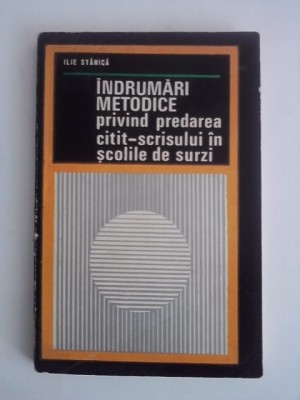 ILIE STĂNICĂ
ÎNDRUMĂRI
METODICE
privind predarea
citit-scrisului în
școlile de surzi